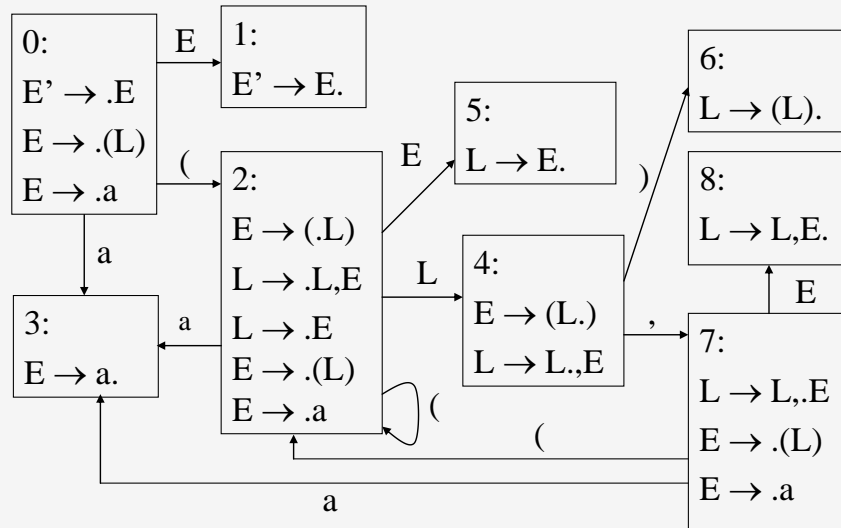 0:
E’ → .E
E → .(L)
E → .a
E
1:
E’ → E.
(
a
2:
E → (.L)
L → .L,E
L → .E
E → .(L)
E → .a
a
3:
E → a.
E
5:
L → E.
L
4:
E → (L.)
L → L.,E
)
6:
L → (L).
,
8:
L → L,E.
E
7:
L → L,.E
E → .(L)
E → .a
(
(
a